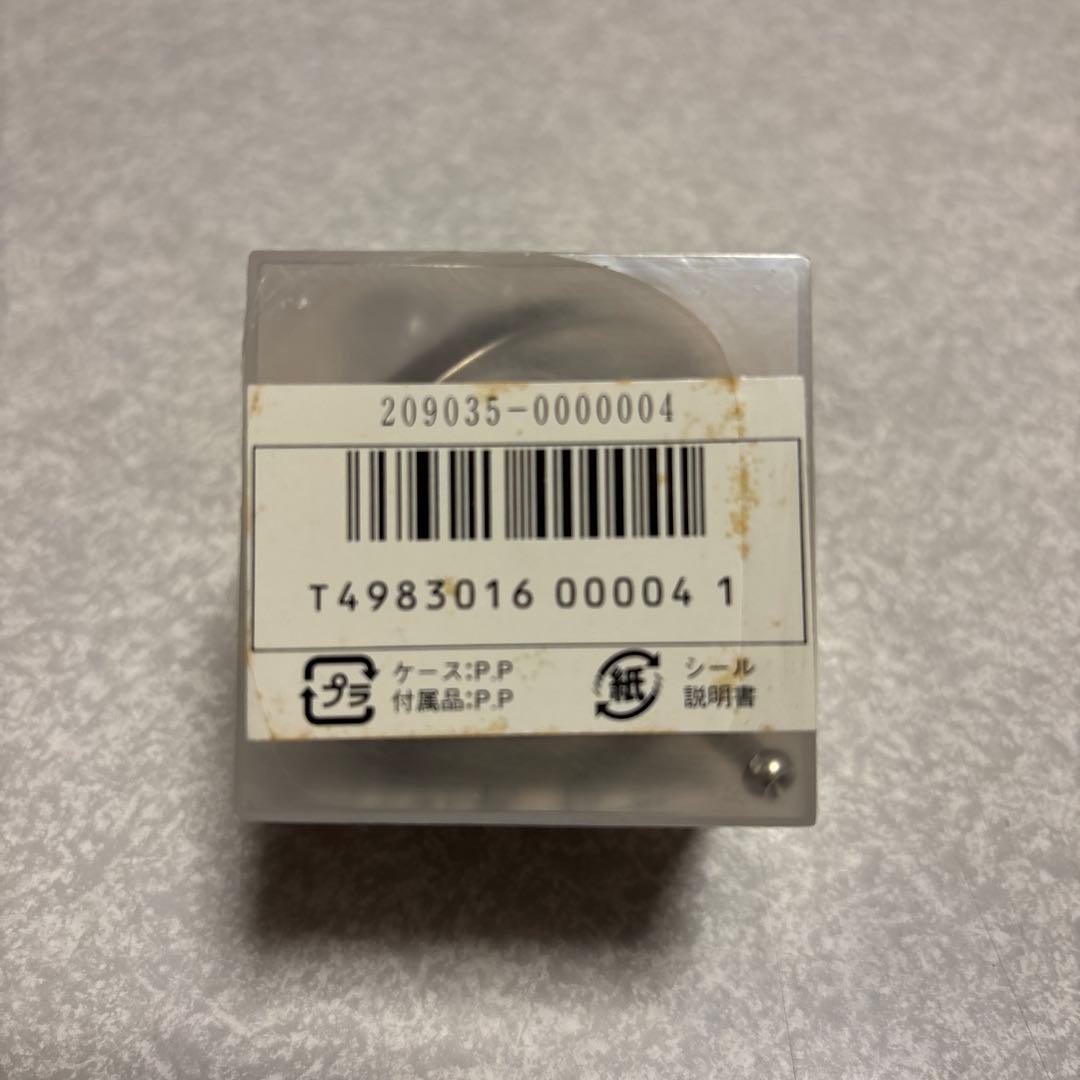 209035-0000004
T4983016 00004 1
プラ ケース:P.P
付属品:P.P
紙 シール
説明書